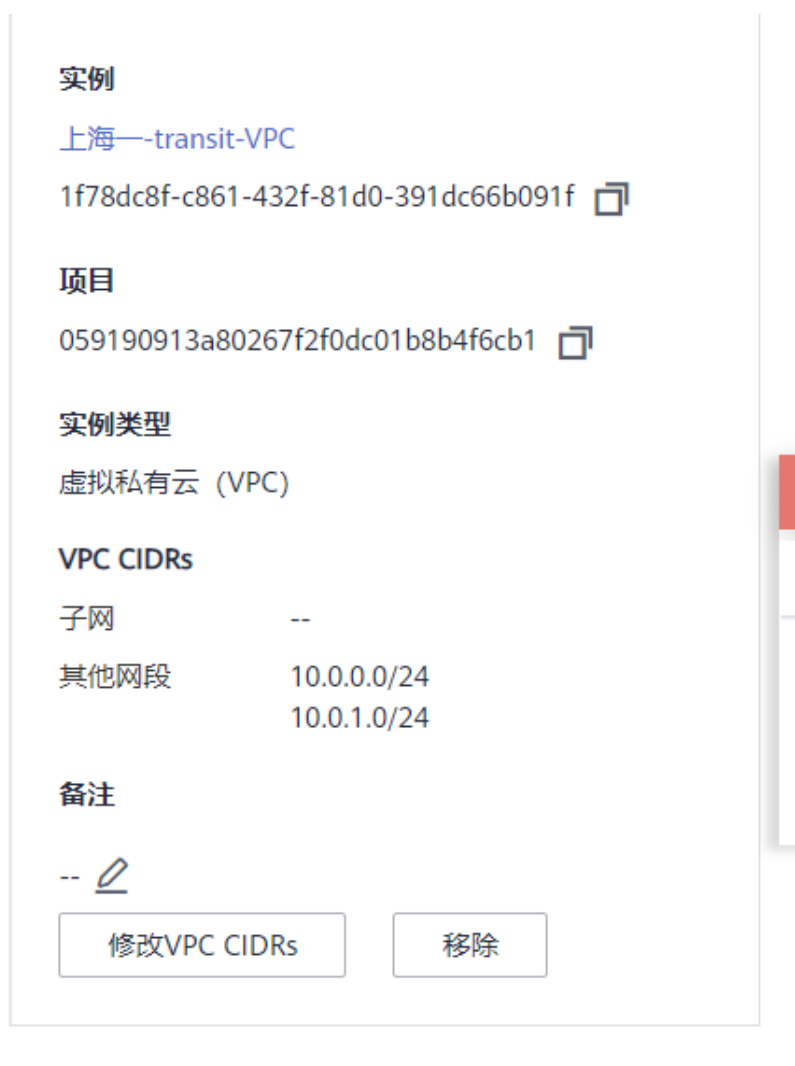 实例
上海一-transit-VPC
1f78dc8f-c861-432f-81d0-391dc66b091f
项目
059190913a80267f2f0dc01b8b4f6cb1
实例类型
虚拟私有云（VPC）
VPC CIDRs
子网 --
其他网段 10.0.0.0/24
10.0.1.0/24
备注
--
修改VPC CIDRs 移除